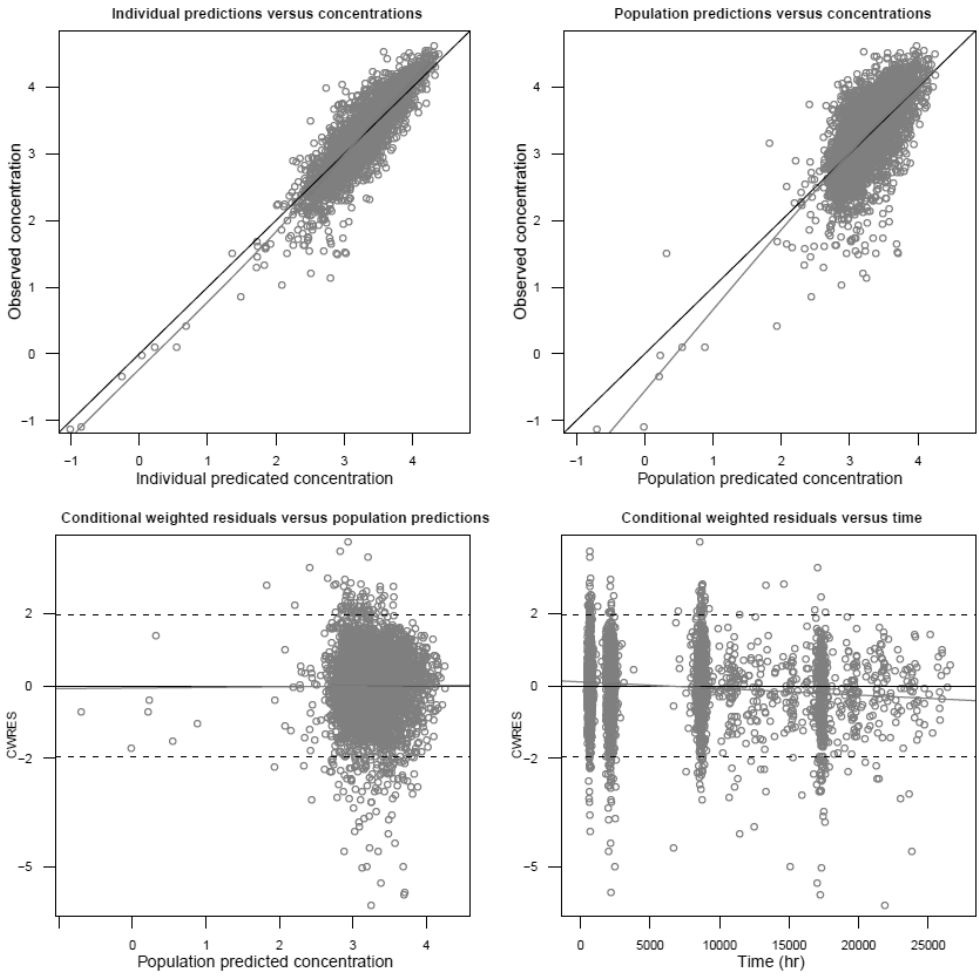 Individual predictions versus concentrations
Observed concentration
4
3
2
1
0
−1
−1 0 1 2 3 4
Individual predicated concentration
Population predictions versus concentrations
Observed concentration
4
3
2
1
0
−1
−1 0 1 2 3 4
Population predicated concentration
Conditional weighted residuals versus population predictions
CWRES
2
0
−2
−5
0 1 2 3 4
Population predicted concentration
Conditional weighted residuals versus time
CWRES
2
0
−2
−5
0 5000 10000 15000 20000 25000
Time (hr)